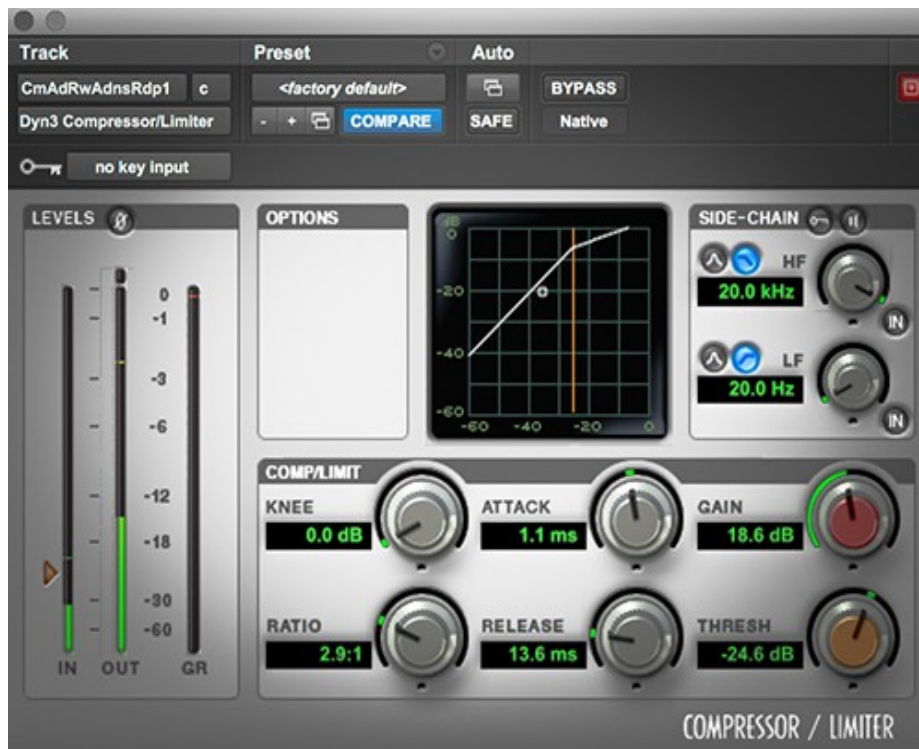 Track
Preset
Auto
CmAdRwAdnsRdp1 c
<factory default>
BYPASS
Dyn3 Compressor/Limiter
- + COMPARE
SAFE
Native
no key input
LEVELS
OPTIONS
dB
0
-20
-40
-60
-60 -40 -20 0
SIDE-CHAIN
HF
20.0 kHz
IN
LF
20.0 Hz
IN
0
-1
-3
-6
-12
-18
-30
-60
IN OUT GR
COMP/LIMIT
KNEE
0.0 dB
ATTACK
1.1 ms
GAIN
18.6 dB
RATIO
2.9:1
RELEASE
13.6 ms
THRESH
-24.6 dB
COMPRESSOR / LIMITER